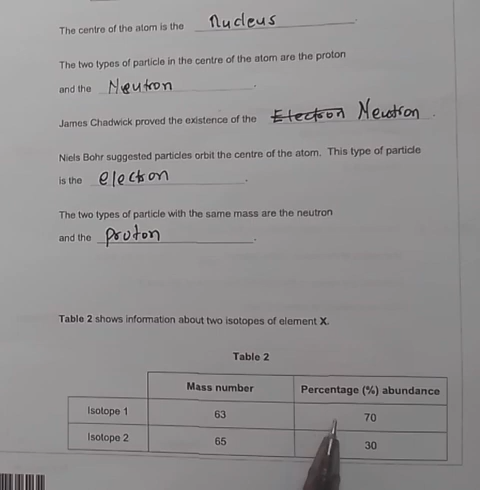 The centre of the atom is the Nucleus.
The two types of particle in the centre of the atom are the proton
and the Neutron.
James Chadwick proved the existence of the Electron Neutron.
Niels Bohr suggested particles orbit the centre of the atom. This type of particle
is the electron.
The two types of particle with the same mass are the neutron
and the proton.
Table 2 shows information about two isotopes of element X.
Table 2
Mass number Percentage (%) abundance
Isotope 1 63 70
Isotope 2 65 30